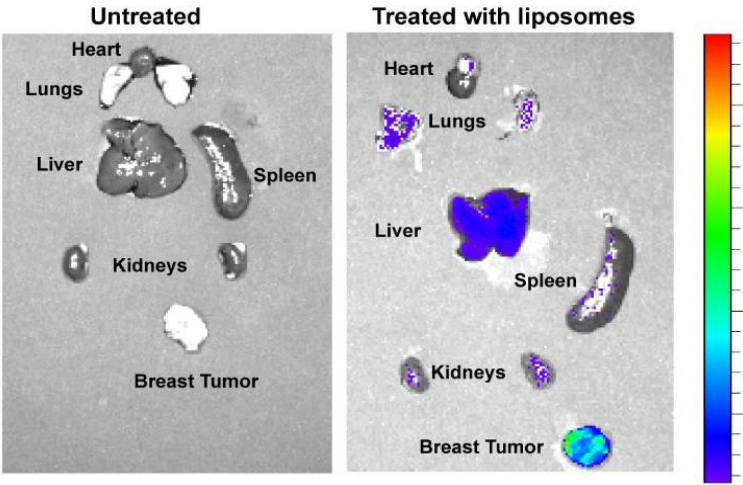 Untreated
Heart
Lungs
Liver
Spleen
Kidneys
Breast Tumor
Treated with liposomes
Heart
Lungs
Liver
Spleen
Kidneys
Breast Tumor